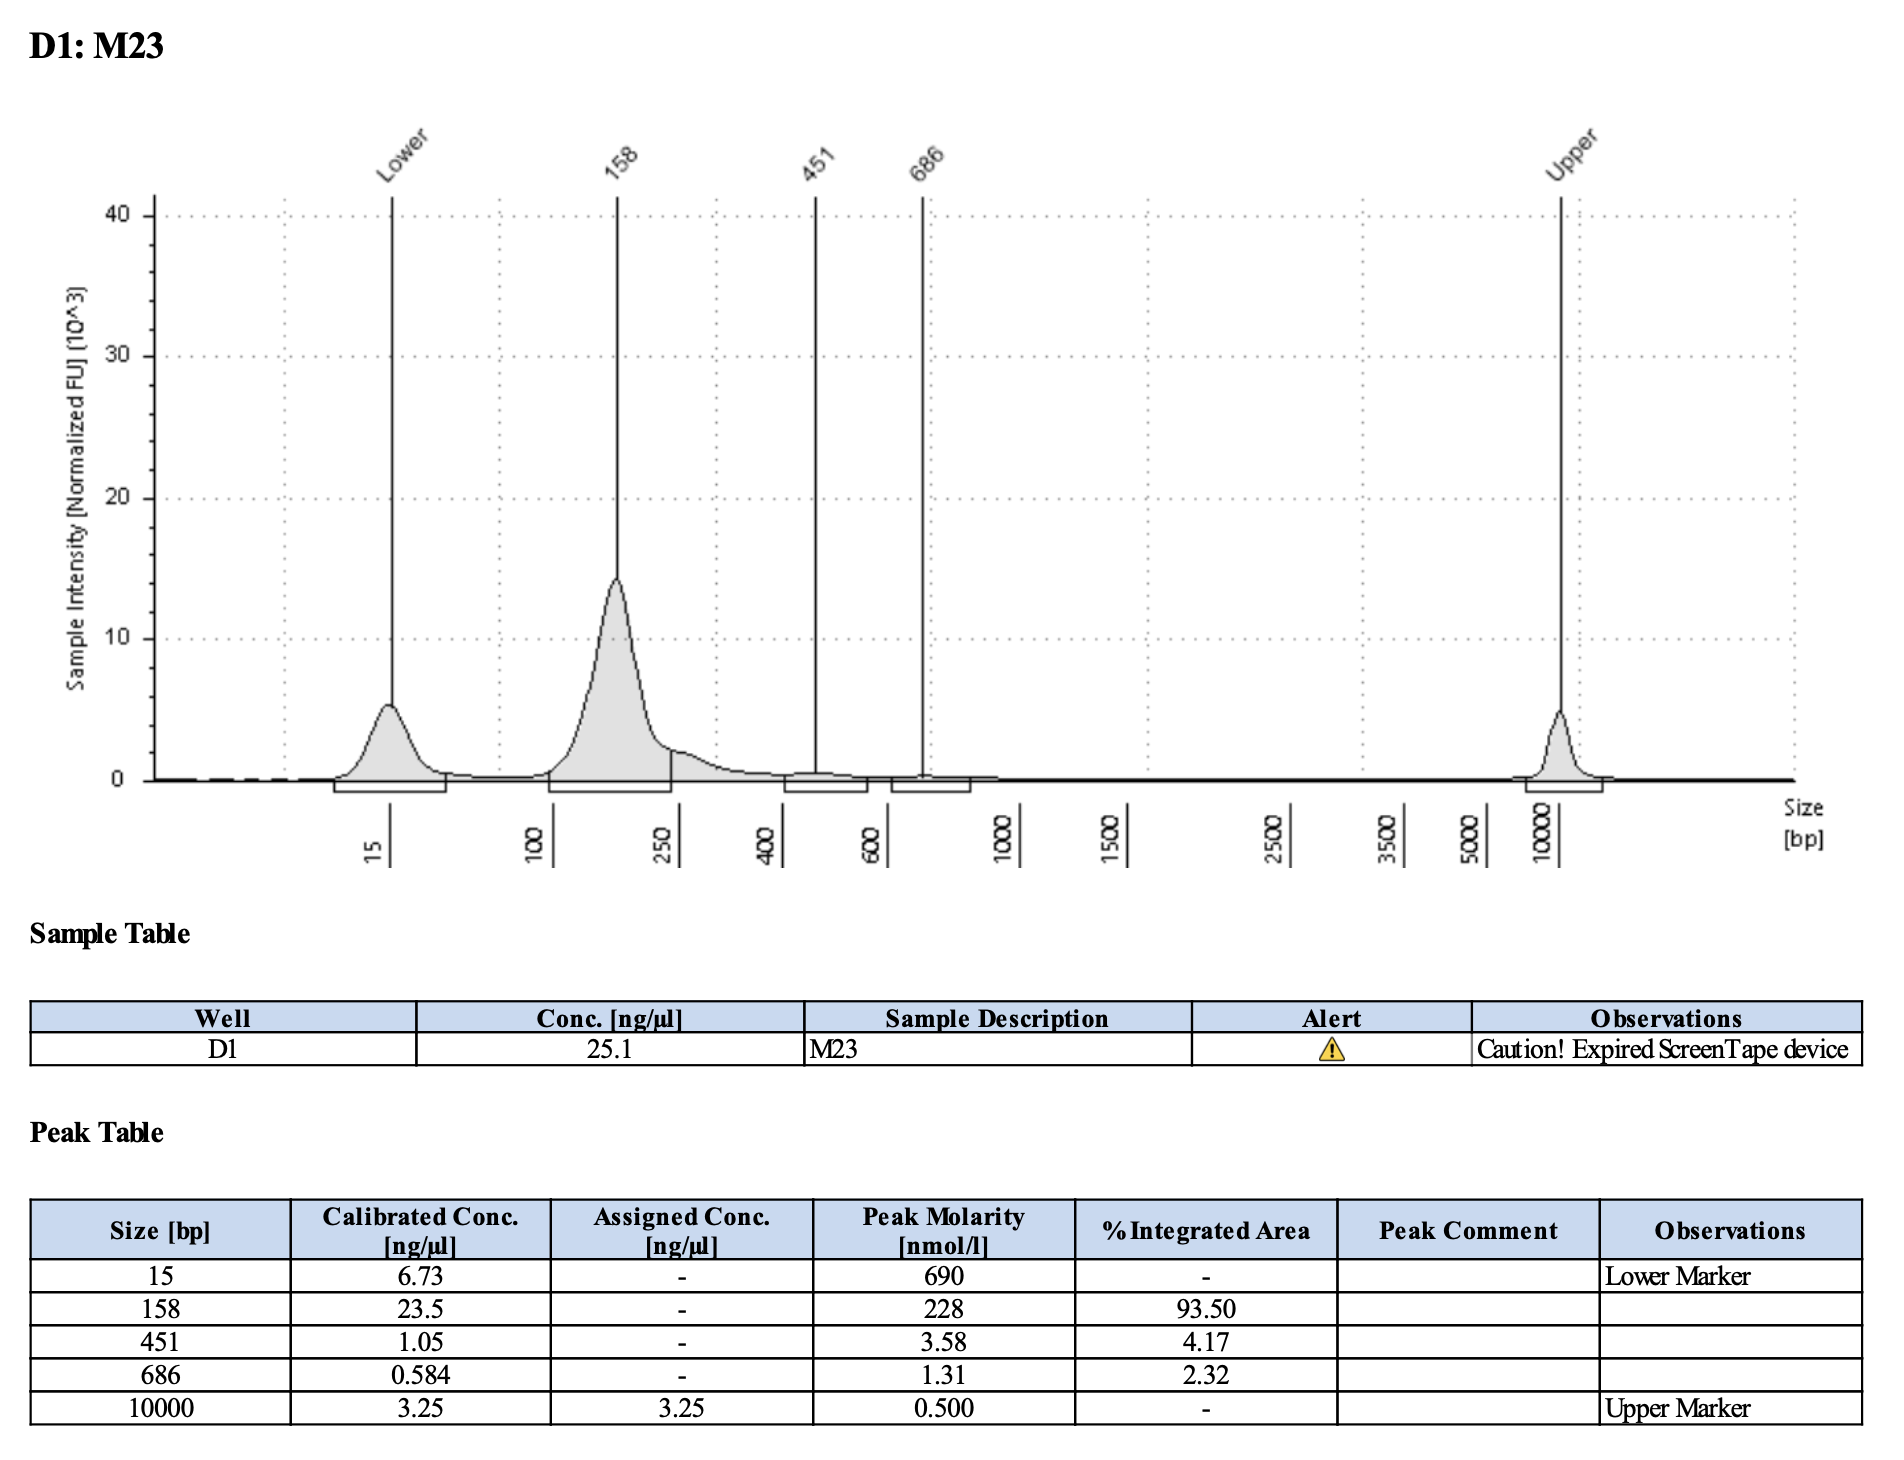 D1: M23
Lower 158 451 686 Upper
Sample Intensity [Normalized FU] (10^3)
40
30
20
10
0
15 100 250 400 600 1000 1500 2500 3500 5000 10000
Size
[bp]
Sample Table
Well Conc. [ng/µl] Sample Description Alert Observations
D1 25.1 M23 Caution! Expired ScreenTape device
Peak Table
Size [bp] Calibrated Conc. [ng/µl] Assigned Conc. [ng/µl] Peak Molarity [nmol/l] % Integrated Area Peak Comment Observations
15 6.73 - 690 - Lower Marker
158 23.5 - 228 93.50
451 1.05 - 3.58 4.17
686 0.584 - 1.31 2.32
10000 3.25 3.25 0.500 - Upper Marker